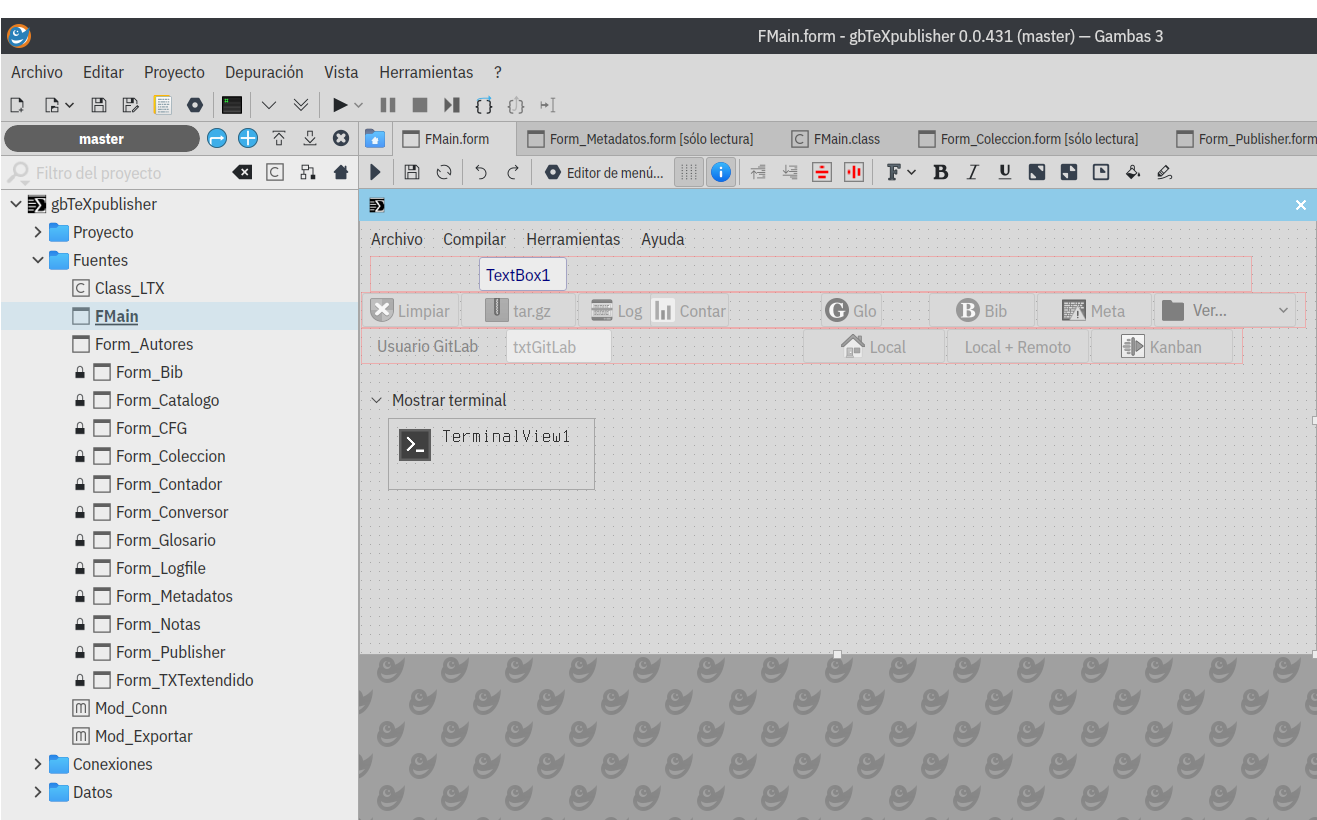 FMain.form - gbTeXpublisher 0.0.431 (master) — Gambas 3
Archivo Editar Proyecto Depuración Vista Herramientas ?
master
FMain.form Form_Metadatos.form [sólo lectura] FMain.class Form_Coleccion.form [sólo lectura] Form_Publisher.form
Filtro del proyecto
Editor de menú...
gbTeXpublisher
Proyecto
Fuentes
Class_LTX
FMain
Form_Autores
Form_Bib
Form_Catalogo
Form_CFG
Form_Coleccion
Form_Contador
Form_Conversor
Form_Glosario
Form_Logfile
Form_Metadatos
Form_Notas
Form_Publisher
Form_TXTextendido
Mod_Conn
Mod_Exportar
Conexiones
Datos
Archivo Compilar Herramientas Ayuda
TextBox1
Limpiar tar.gz Log Contar Glo Bib Meta Ver...
Usuario GitLab txtGitLab Local Local + Remoto Kanban
Mostrar terminal
TerminalView1